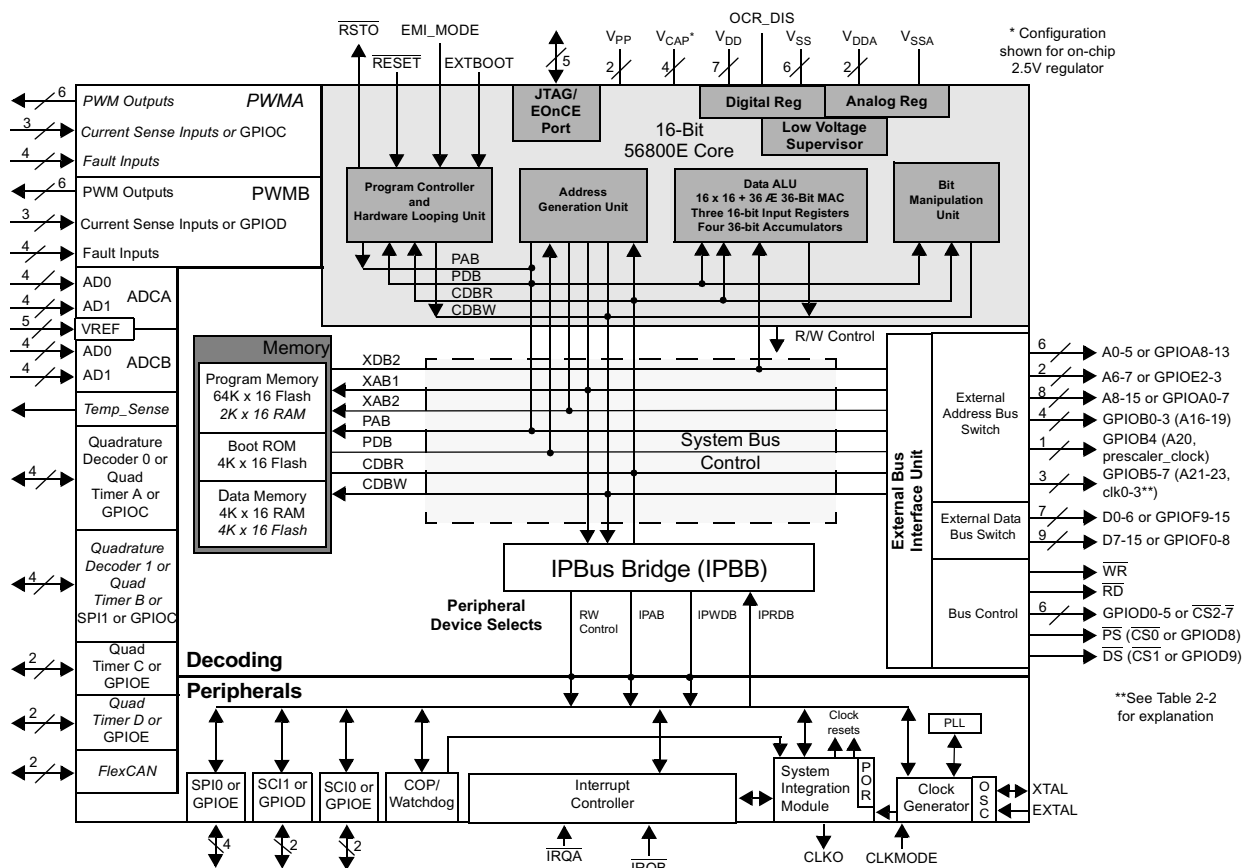 OCR_DIS
RSTO
EMI_MODE
RESET
EXTBOOT
5
VPP
2
VCAP*
4
VDD
7
VSS
6
VDDA
2
VSSA
* Configuration
shown for on-chip
2.5V regulator
6
PWM Outputs
PWMA
3
Current Sense Inputs or GPIOC
4
Fault Inputs
6
PWM Outputs
PWMB
3
Current Sense Inputs or GPIOD
4
Fault Inputs
4
AD0
ADCA
4
AD1
5
VREF
4
AD0
ADCB
4
AD1
Temp_Sense
4
Quadrature
Decoder 0 or
Quad
Timer A or
GPIOC
4
Quadrature
Decoder 1 or
Quad
Timer B or
SPI1 or GPIOC
2
Quad
Timer C or
GPIOE
2
Quad
Timer D or
GPIOE
2
FlexCAN
JTAG/
EOnCE
Port
Digital Reg
Analog Reg
Low Voltage
Supervisor
16-Bit
56800E Core
Program Controller
and
Hardware Looping Unit
Address
Generation Unit
Data ALU
16 x 16 + 36 Æ 36-Bit MAC
Three 16-bit Input Registers
Four 36-bit Accumulators
Bit
Manipulation
Unit
PAB
PDB
CDBR
CDBW
R/W Control
Memory
Program Memory
64K x 16 Flash
2K x 16 RAM
Boot ROM
4K x 16 Flash
Data Memory
4K x 16 RAM
4K x 16 Flash
XDB2
XAB1
XAB2
PAB
PDB
CDBR
CDBW
System Bus
Control
External Bus
Interface Unit
External
Address Bus
Switch
External Data
Bus Switch
Bus Control
6
A0-5 or GPIOA8-13
2
A6-7 or GPIOE2-3
8
A8-15 or GPIOA0-7
4
GPIOB0-3 (A16-19)
1
GPIOB4 (A20,
prescaler_clock)
3
GPIOB5-7 (A21-23,
clk0-3**)
7
D0-6 or GPIOF9-15
9
D7-15 or GPIOF0-8
WR
RD
6
GPIOD0-5 or CS2-7
PS (CS0 or GPIOD8)
DS (CS1 or GPIOD9)
**See Table 2-2
for explanation
IPBus Bridge (IPBB)
Peripheral
Device Selects
RW
Control
IPAB
IPWDB
IPRDB
Decoding
Peripherals
Clock
resets
PLL
SPI0 or
GPIOE
SCI1 or
GPIOD
SCI0 or
GPIOE
COP/
Watchdog
Interrupt
Controller
System
Integration
Module
POR
Clock
Generator
OSC
XTAL
EXTAL
4
2
2
IRQA
IRQB
CLKO
CLKMODE